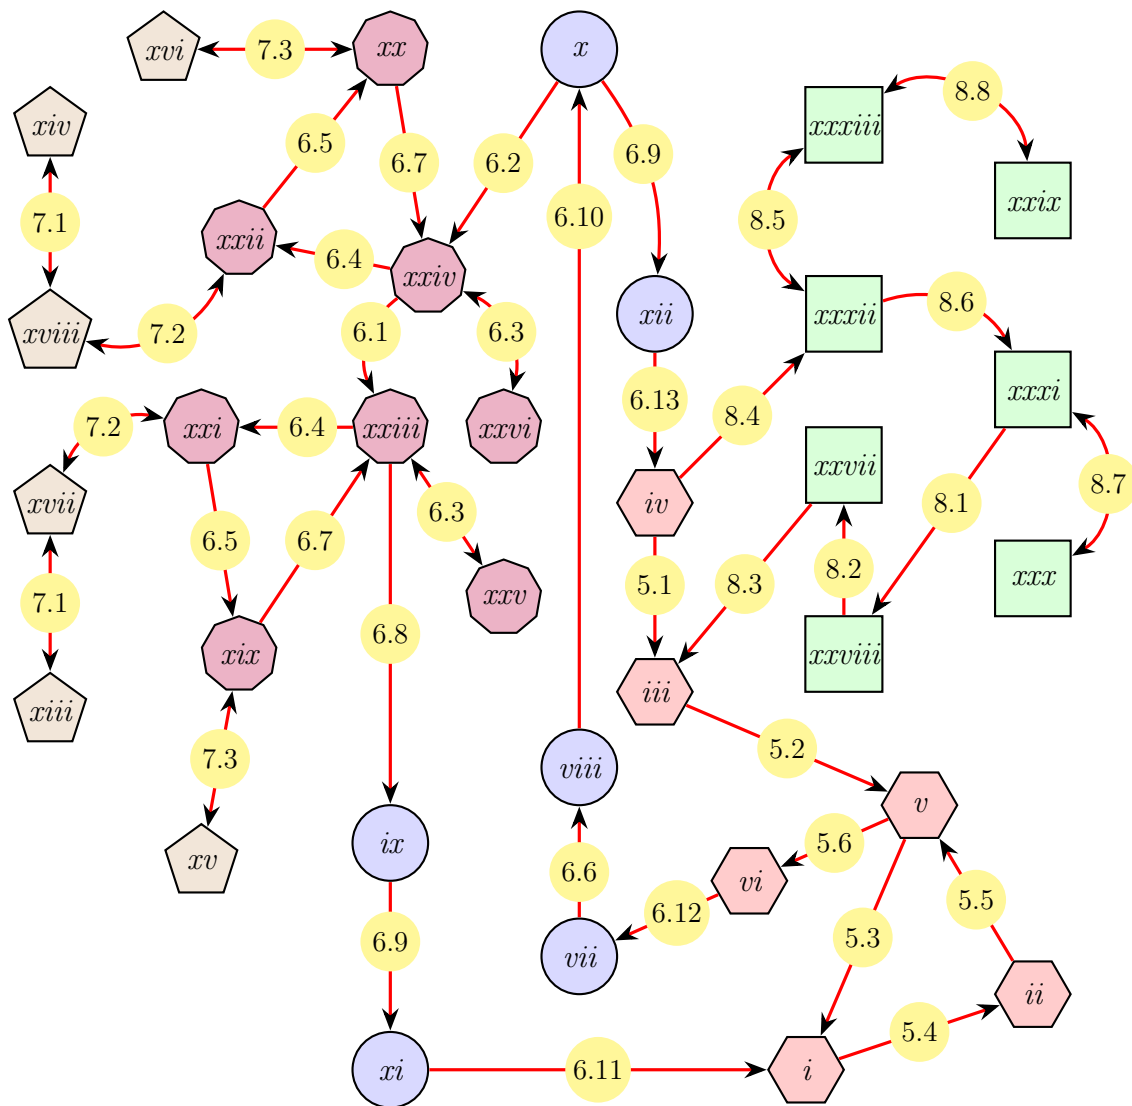 xvi
7.3
xx
x
xiv
6.5
6.7
6.2
6.9
xxxiii
8.8
7.1
xxii
6.4
xxiv
6.10
8.5
xxix
xviii
7.2
6.1
6.3
xii
xxxii
8.6
7.2
xxi
6.4
xxiii
xxvi
6.13
8.4
xxxi
xvii
6.5
6.7
6.3
iv
xxvii
8.1
8.7
7.1
xxv
5.1
8.3
8.2
xxx
xiii
xix
6.8
iii
xxviii
7.3
viii
5.2
xv
ix
6.6
vi
5.6
v
6.9
vii
6.12
5.3
5.5
ii
xi
6.11
i
5.4